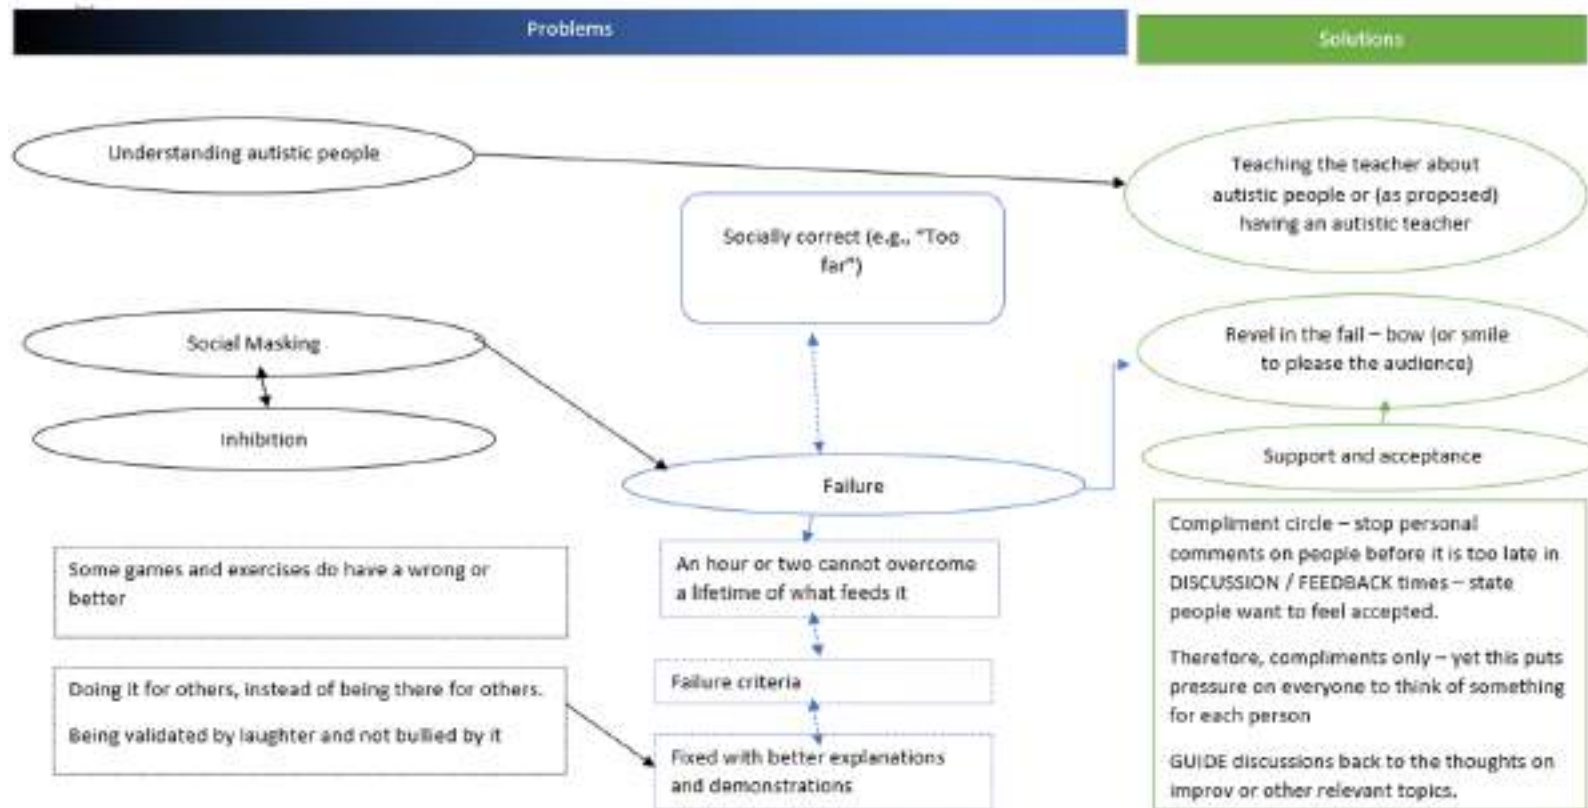 Problems
Solutions
Understanding autistic people
Teaching the teacher about
autistic people or (as proposed)
having an autistic teacher
Socially correct (e.g., "Too
far")
Social Masking
Revel in the fail – bow (or smile
to please the audience)
Inhibition
Support and acceptance
Failure
Some games and exercises do have a wrong or
better
An hour or two cannot overcome
a lifetime of what feeds it
Compliment circle – stop personal
comments on people before it is too late in
DISCUSSION / FEEDBACK times – state
people want to feel accepted.
Therefore, compliments only – yet this puts
pressure on everyone to think of something
for each person
GUIDE discussions back to the thoughts on
improv or other relevant topics.
Doing it for others, instead of being there for others.
Being validated by laughter and not bullied by it
Failure criteria
Fixed with better explanations
and demonstrations